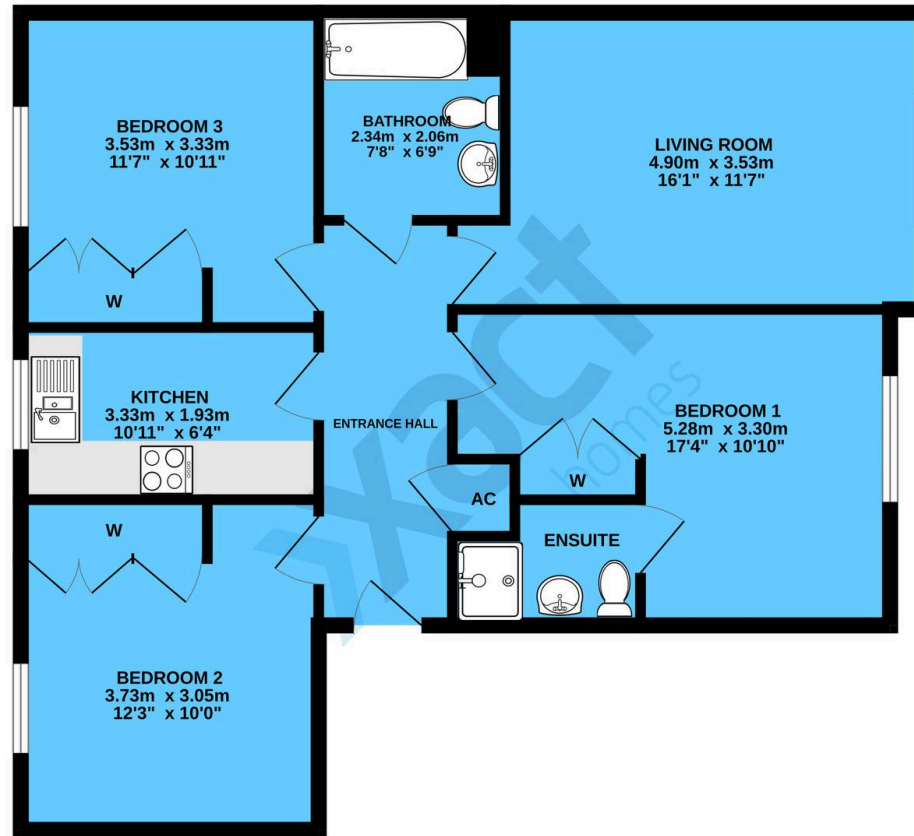 BEDROOM 3
3.53m x 3.33m
11'7" x 10'11"
BATHROOM
2.34m x 2.06m
7'8" x 6'9"
LIVING ROOM
4.90m x 3.53m
16'1" x 11'7"
W
KITCHEN
3.33m x 1.93m
10'11" x 6'4"
ENTRANCE HALL
BEDROOM 1
5.28m x 3.30m
17'4" x 10'10"
W
AC
W
ENSUITE
BEDROOM 2
3.73m x 3.05m
12'3" x 10'0"
xact
homes